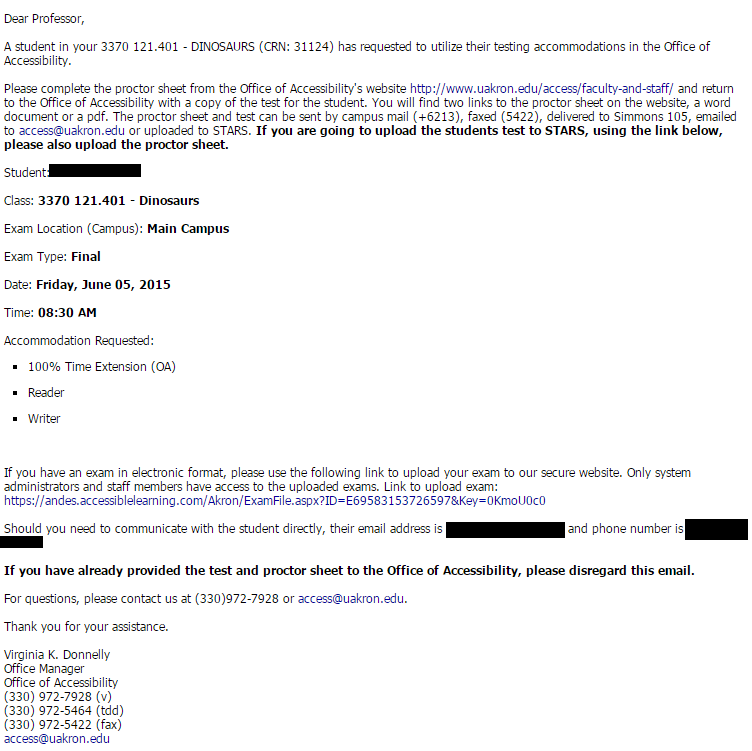 Dear Professor,
A student in your 3370 121.401 - DINOSAURS (CRN: 31124) has requested to utilize their testing accommodations in the Office of
Accessibility.
Please complete the proctor sheet from the Office of Accessibility's website http://www.uakron.edu/access/faculty-and-staff/ and return
to the Office of Accessibility with a copy of the test for the student. You will find two links to the proctor sheet on the website, a word
document or a pdf. The proctor sheet and test can be sent by campus mail (+6213), faxed (5422), delivered to Simmons 105, emailed
to access@uakron.edu or uploaded to STARS. If you are going to upload the students test to STARS, using the link below,
please also upload the proctor sheet.
Student:
Class: 3370 121.401 - Dinosaurs
Exam Location (Campus): Main Campus
Exam Type: Final
Date: Friday, June 05, 2015
Time: 08:30 AM
Accommodation Requested:
▪ 100% Time Extension (OA)
▪ Reader
▪ Writer
If you have an exam in electronic format, please use the following link to upload your exam to our secure website. Only system
administrators and staff members have access to the uploaded exams. Link to upload exam:
https://andes.accessiblelearning.com/Akron/ExamFile.aspx?ID=E69583153726597&Key=0KmoU0c0
Should you need to communicate with the student directly, their email address is and phone number is
If you have already provided the test and proctor sheet to the Office of Accessibility, please disregard this email.
For questions, please contact us at (330)972-7928 or access@uakron.edu.
Thank you for your assistance.
Virginia K. Donnelly
Office Manager
Office of Accessibility
(330) 972-7928 (v)
(330) 972-5464 (tdd)
(330) 972-5422 (fax)
access@uakron.edu